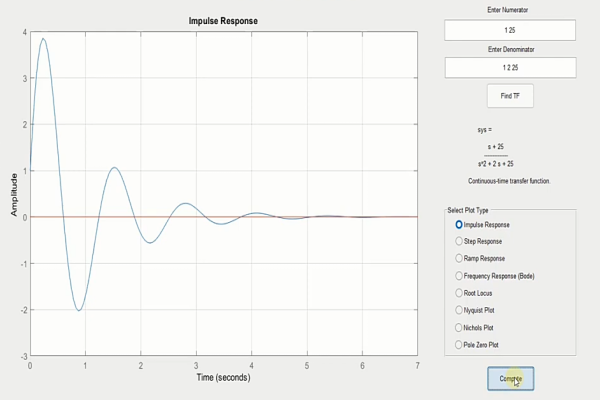 Impulse Response
4
3
2
1
0
-1
-2
-3
Amplitude
0 1 2 3 4 5 6 7
Time (seconds)
Enter Numerator
1 25
Enter Denominator
1 2 25
Find TF
sys =
s + 25
s^2 + 2 s + 25
Continuous-time transfer function.
Select Plot Type
Impulse Response
Step Response
Ramp Response
Frequency Response (Bode)
Root Locus
Nyquist Plot
Nichols Plot
Pole Zero Plot
Compute